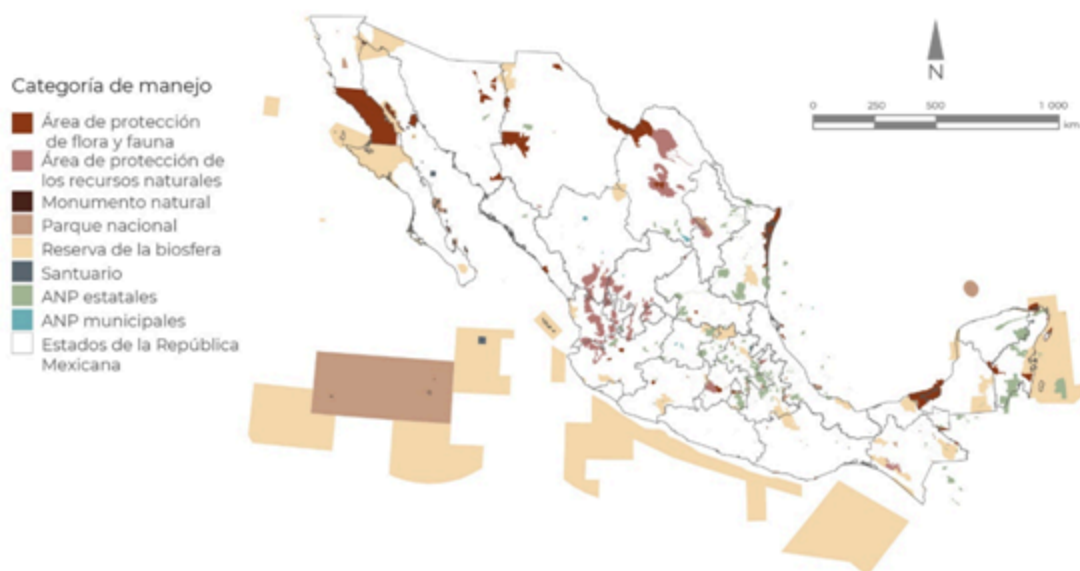 Categoría de manejo
Área de protección
de flora y fauna
Área de protección de
los recursos naturales
Monumento natural
Parque nacional
Reserva de la biosfera
Santuario
ANP estatales
ANP municipales
Estados de la República
Mexicana
N
0 250 500 1 000
km